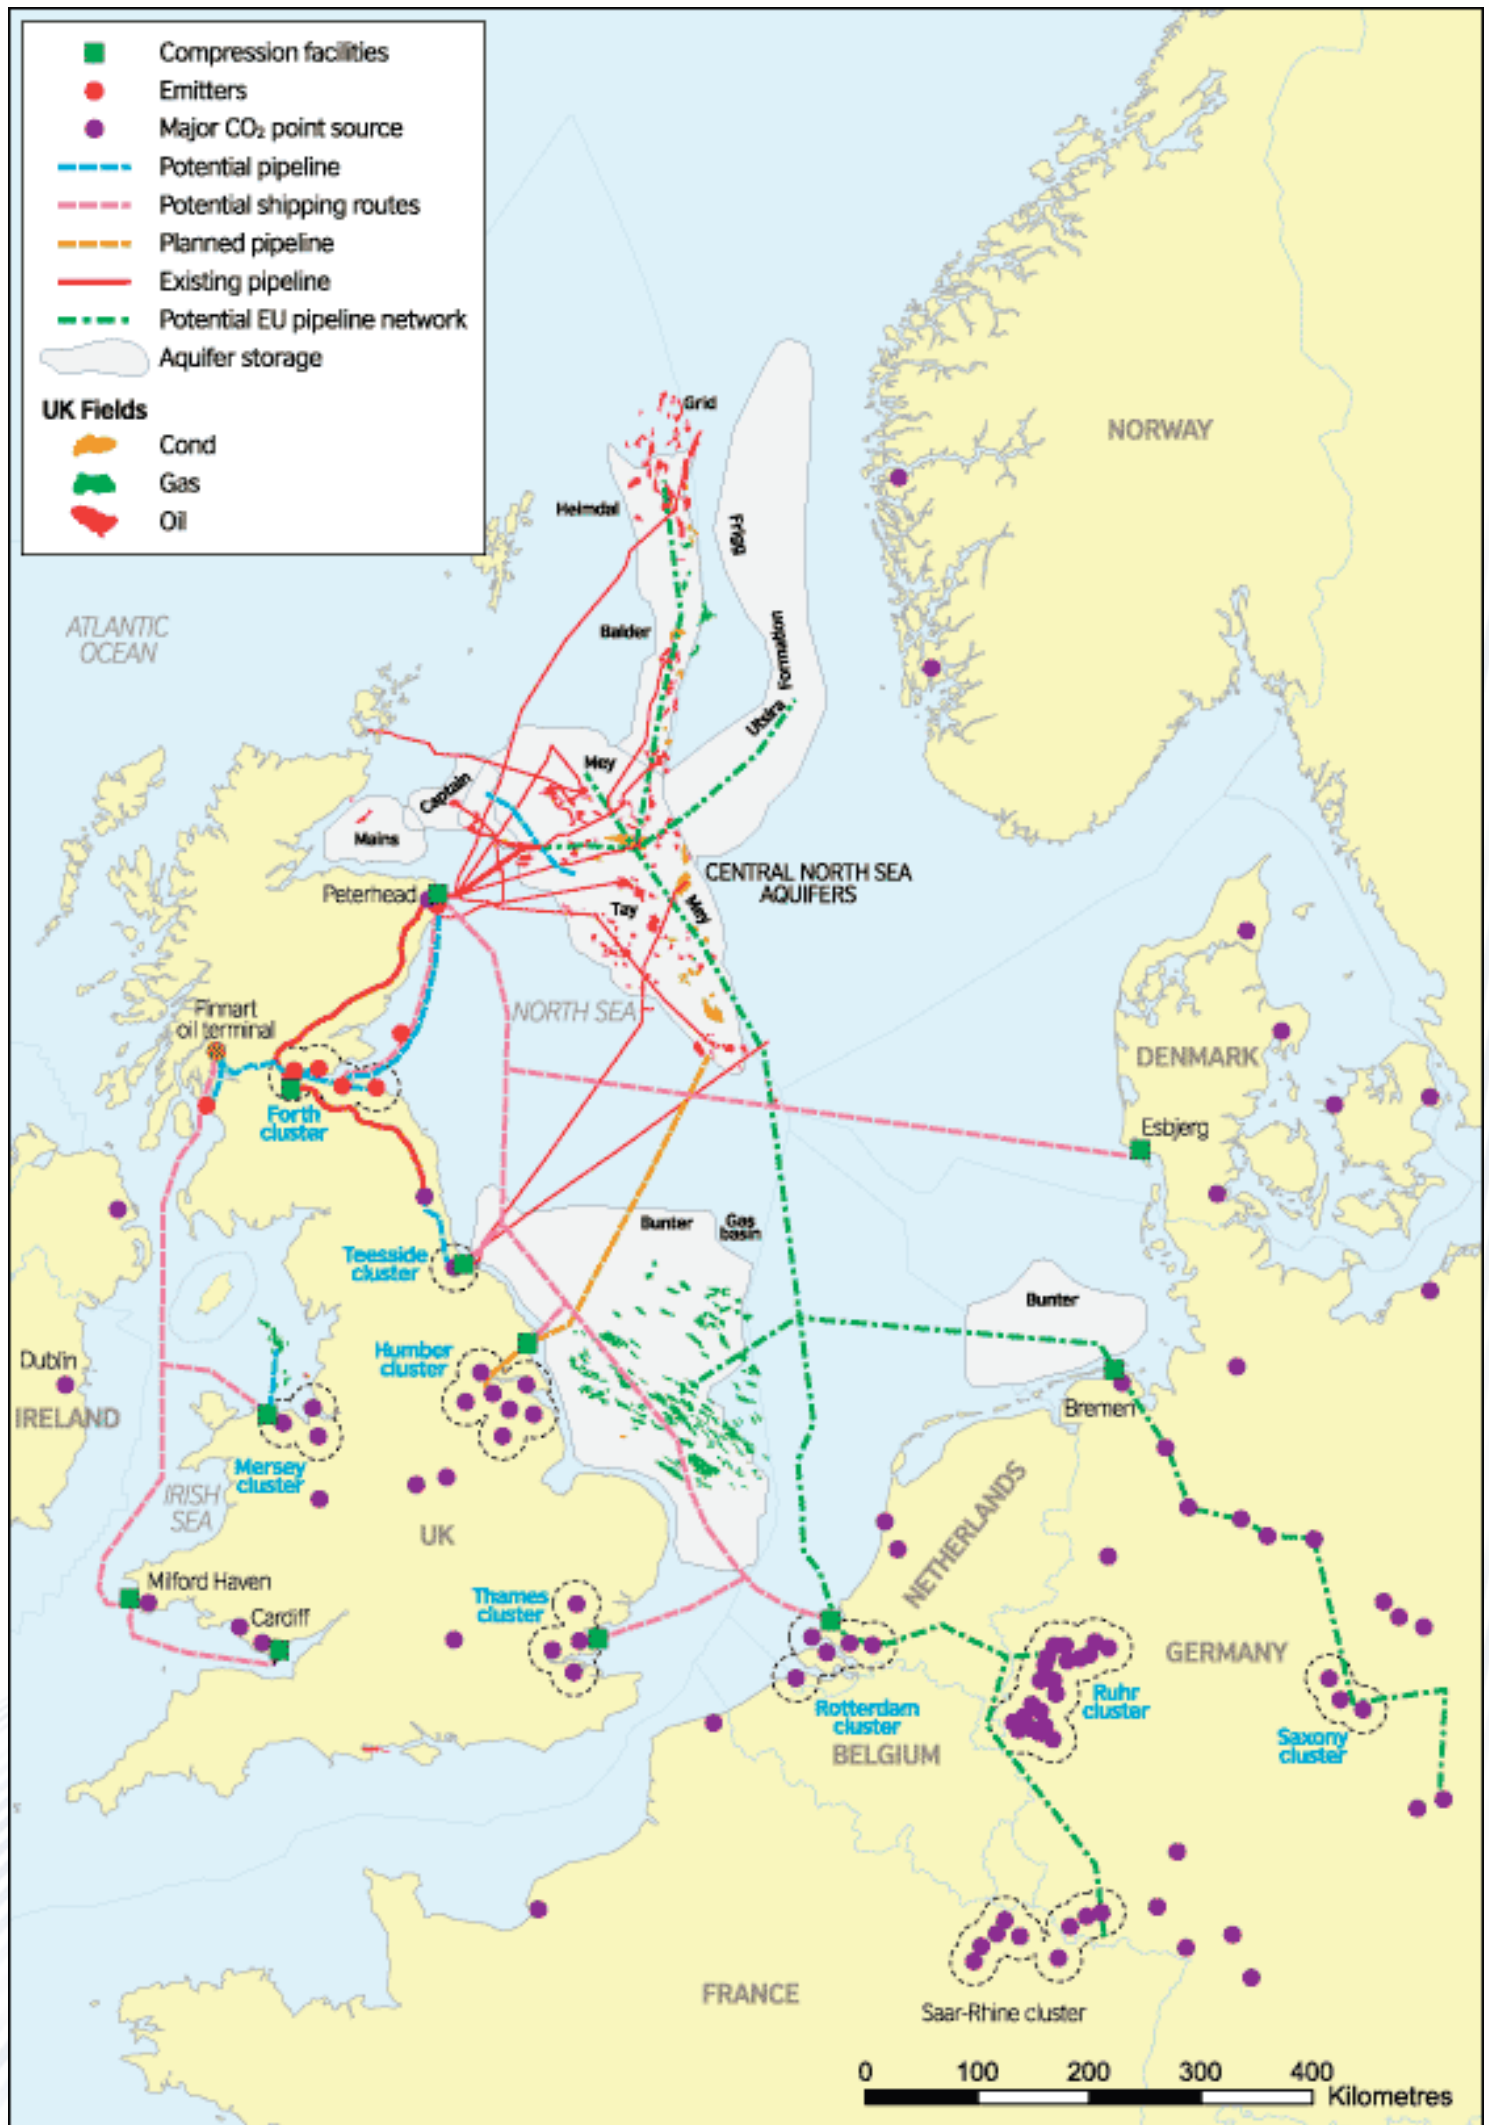 Compression facilities
Emitters
Major CO₂ point source
Potential pipeline
Potential shipping routes
Planned pipeline
Existing pipeline
Potential EU pipeline network
Aquifer storage
UK Fields
Cond
Gas
Oil
Grid
NORWAY
Heimdal
Frigg
ATLANTIC
OCEAN
Balder
Formation
Utsira
Mey
Captain
Mains
CENTRAL NORTH SEA
AQUIFERS
Peterhead
Tay
Mey
NORTH SEA
Finnart
oil terminal
DENMARK
Forth
cluster
Esbjerg
Bunter
Gas
basin
Teesside
cluster
Bunter
Humber
cluster
Dublin
IRELAND
Bremen
Mersey
cluster
IRISH
SEA
UK
NETHERLANDS
Milford Haven
Thames
cluster
Cardiff
GERMANY
Ruhr
cluster
Rotterdam
cluster
BELGIUM
Saxony
cluster
FRANCE
Saar-Rhine cluster
0 100 200 300 400
Kilometres